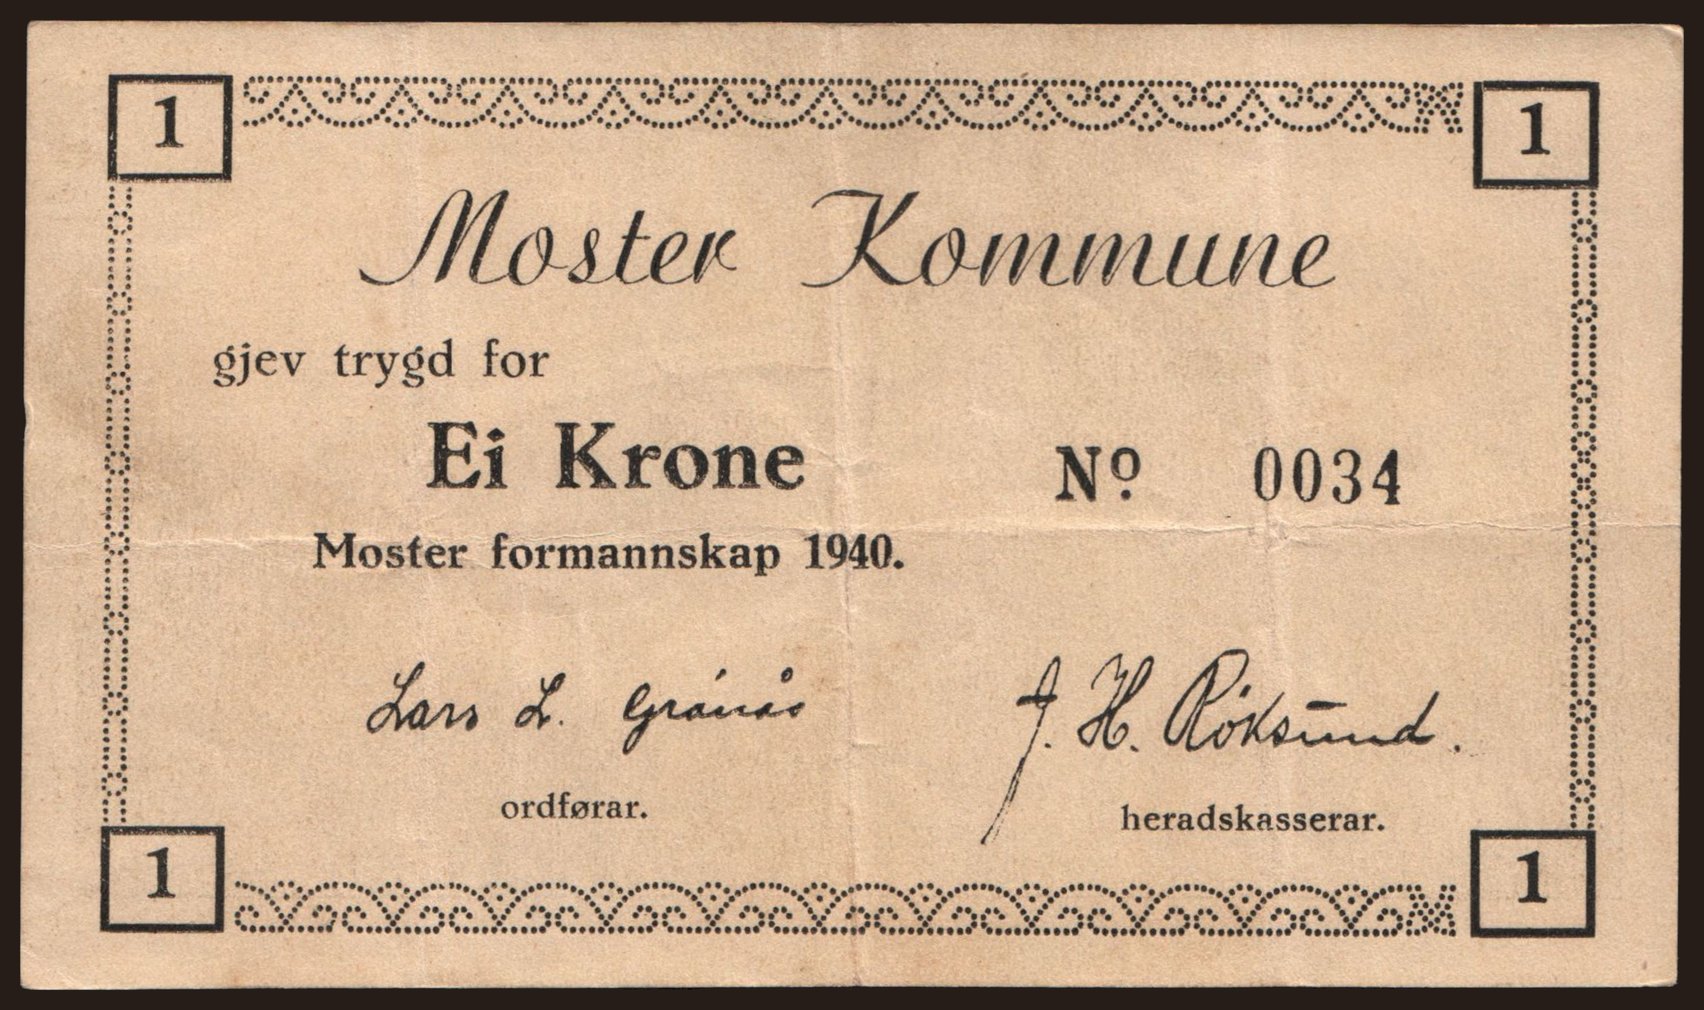 1 1
Moster Kommune
gjev trygd for
Ei Krone Nº 0034
Moster formannskap 1940.
Lars L. Grånås J. H. Røksund.
ordførar. heradskasserar.
1 1